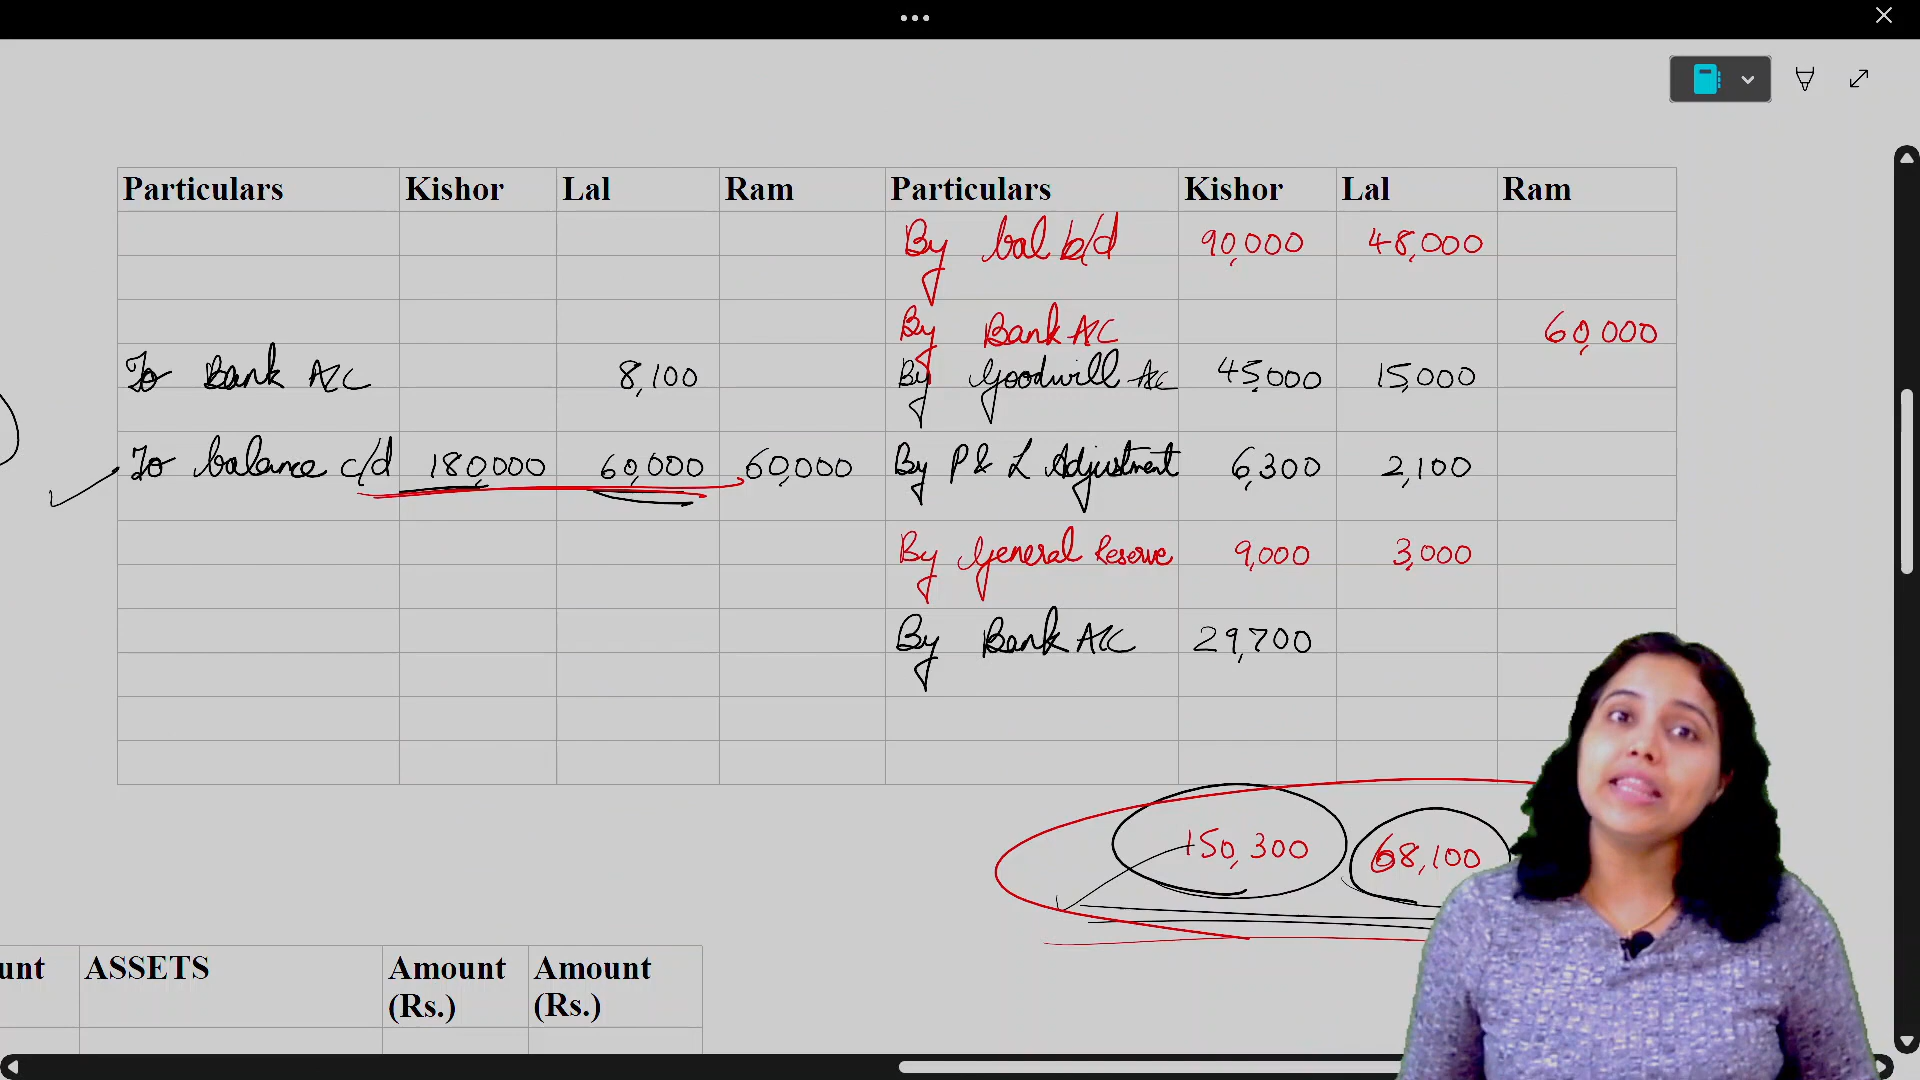 Particulars Kishor Lal Ram Particulars Kishor Lal Ram
By bal b/d 90,000 48,000
By Bank A/C 60,000
To Bank A/C 8,100 By Goodwill A/c 45,000 15,000
To balance c/d 180,000 60,000 60,000 By P & L Adjustment 6,300 2,100
By General Reserve 9,000 3,000
By Bank A/C 29,700
150,300 68,100
unt ASSETS Amount Amount
(Rs.) (Rs.)